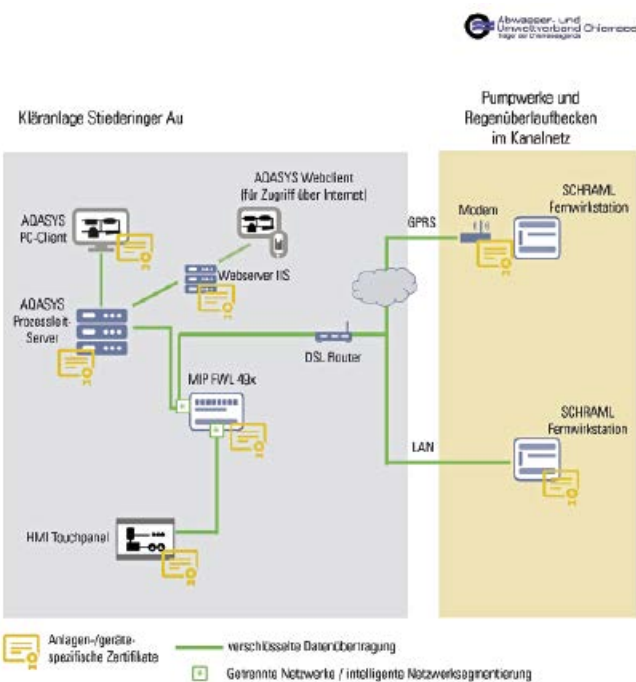 Abwasser- und
Umweltverband Chiemsee
Kläranlage Stiederinger Au
Pumpwerke und
Regenüberlaufbecken
im Kanalnetz
AQASYS Webclient
(für Zugriff über Internet)
AQASYS
PC-Client
Webserver IIS
AQASYS
Prozessleit-
Server
MIP FWL 49x
HMI Touchpanel
DSL Router
GPRS
Modem
SCHRAML
Fernwirkstation
LAN
SCHRAML
Fernwirkstation
Anlagen-/geräte-
spezifische Zertifikate
verschlüsselte Datenübertragung
Getrennte Netzwerke / intelligente Netzwerksegmentierung